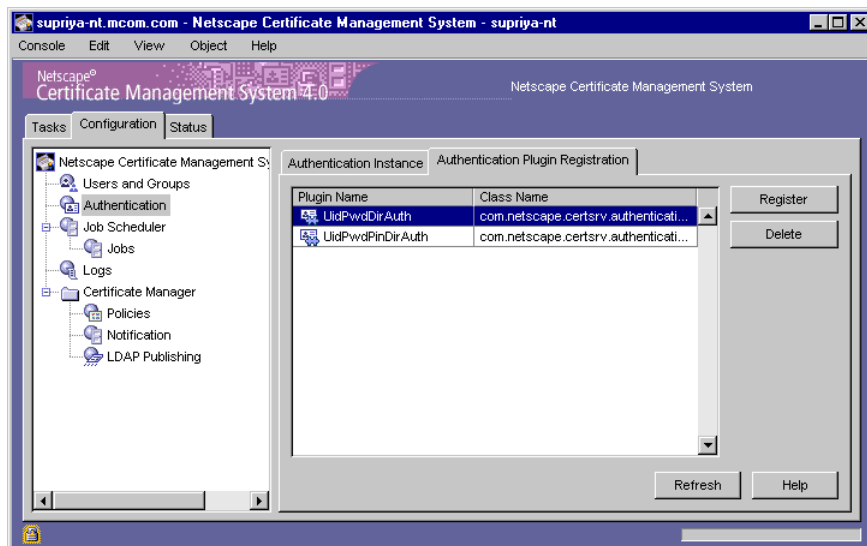 supriya-nt.mcom.com - Netscape Certificate Management System - supriya-nt
Console Edit View Object Help
Netscape®
Certificate Management System 4.0
Netscape Certificate Management System
Tasks Configuration Status
Netscape Certificate Management Sy
Users and Groups
Authentication
Job Scheduler
Jobs
Logs
Certificate Manager
Policies
Notification
LDAP Publishing
Authentication Instance Authentication Plugin Registration
Plugin Name Class Name
UidPwdDirAuth com.netscape.certsrv.authenticati...
UidPwdPinDirAuth com.netscape.certsrv.authenticati...
Register
Delete
Refresh Help